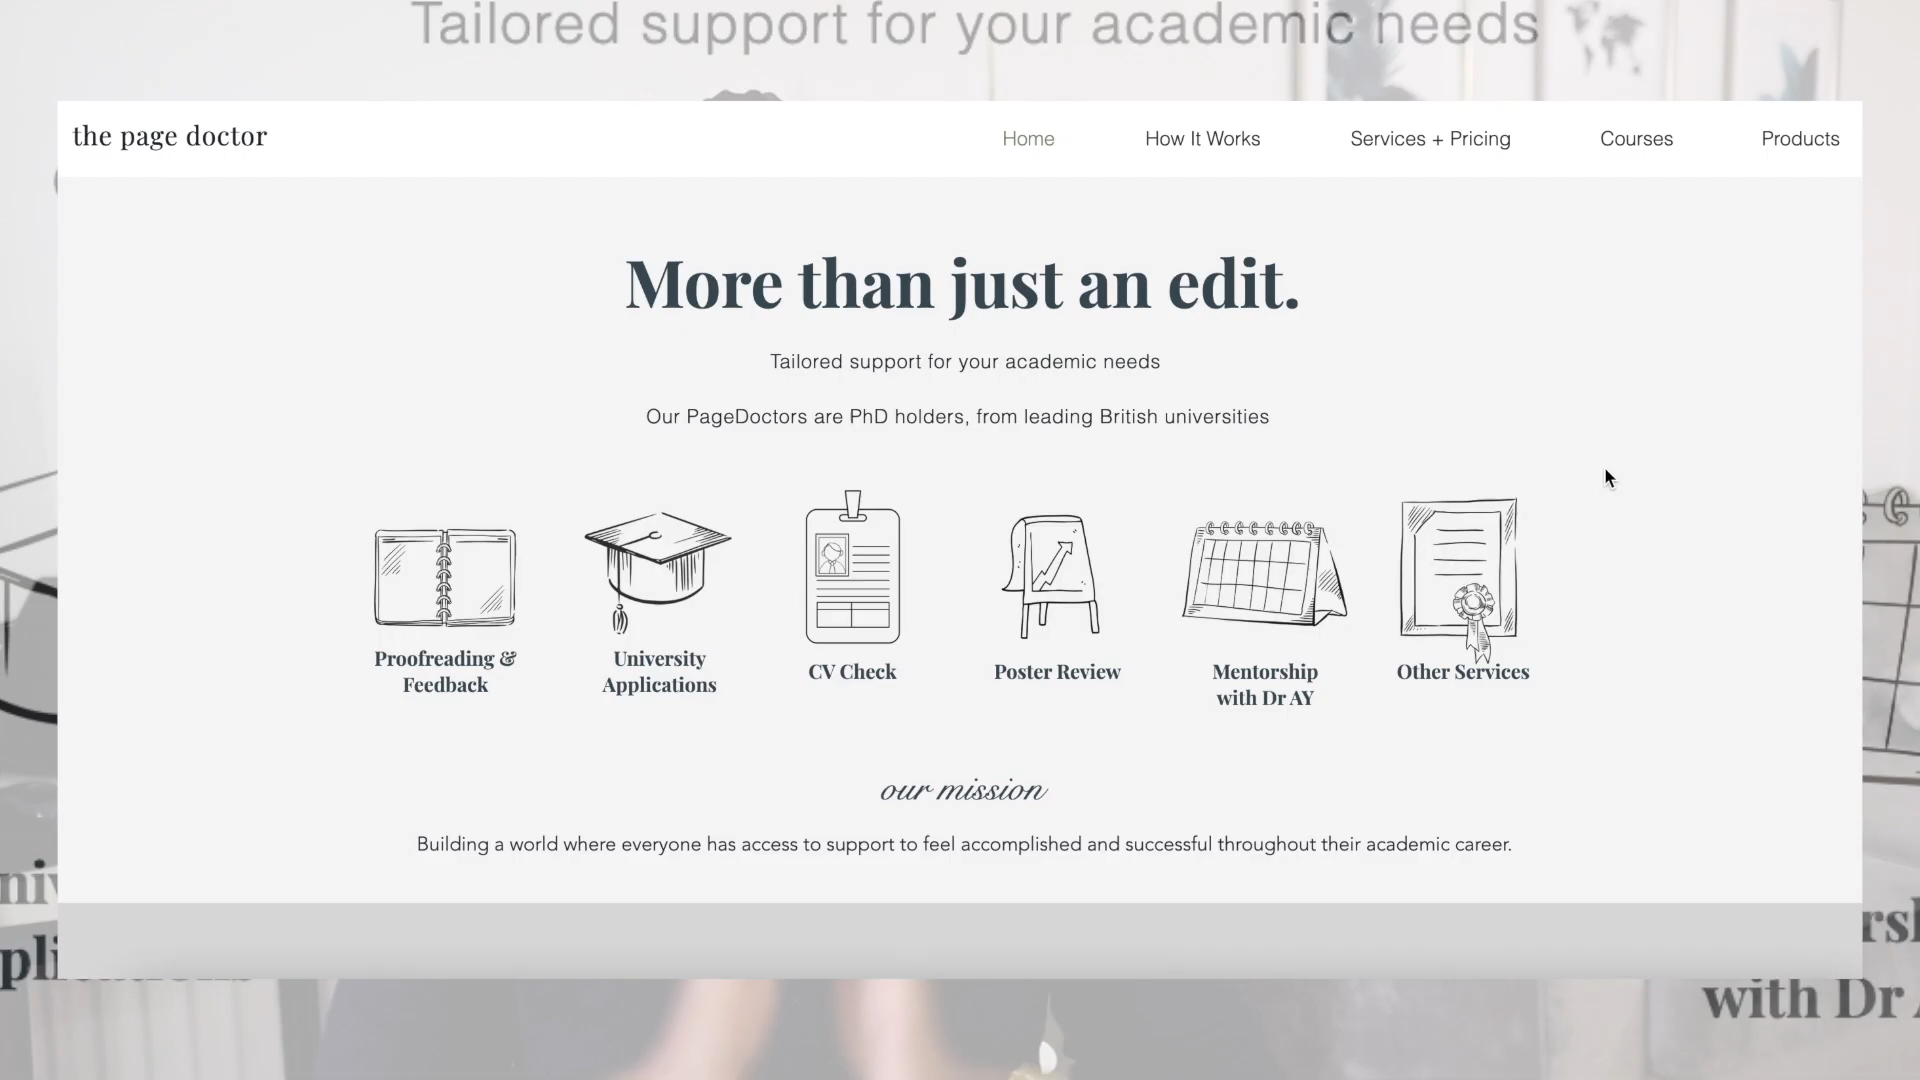 Tailored support for your academic needs
the page doctor
Home
How It Works
Services + Pricing
Courses
Products
More than just an edit.
Tailored support for your academic needs
Our PageDoctors are PhD holders, from leading British universities
Proofreading &
Feedback
University
Applications
CV Check
Poster Review
Mentorship
with Dr AY
Other Services
our mission
Building a world where everyone has access to support to feel accomplished and successful throughout their academic career.
with Dr